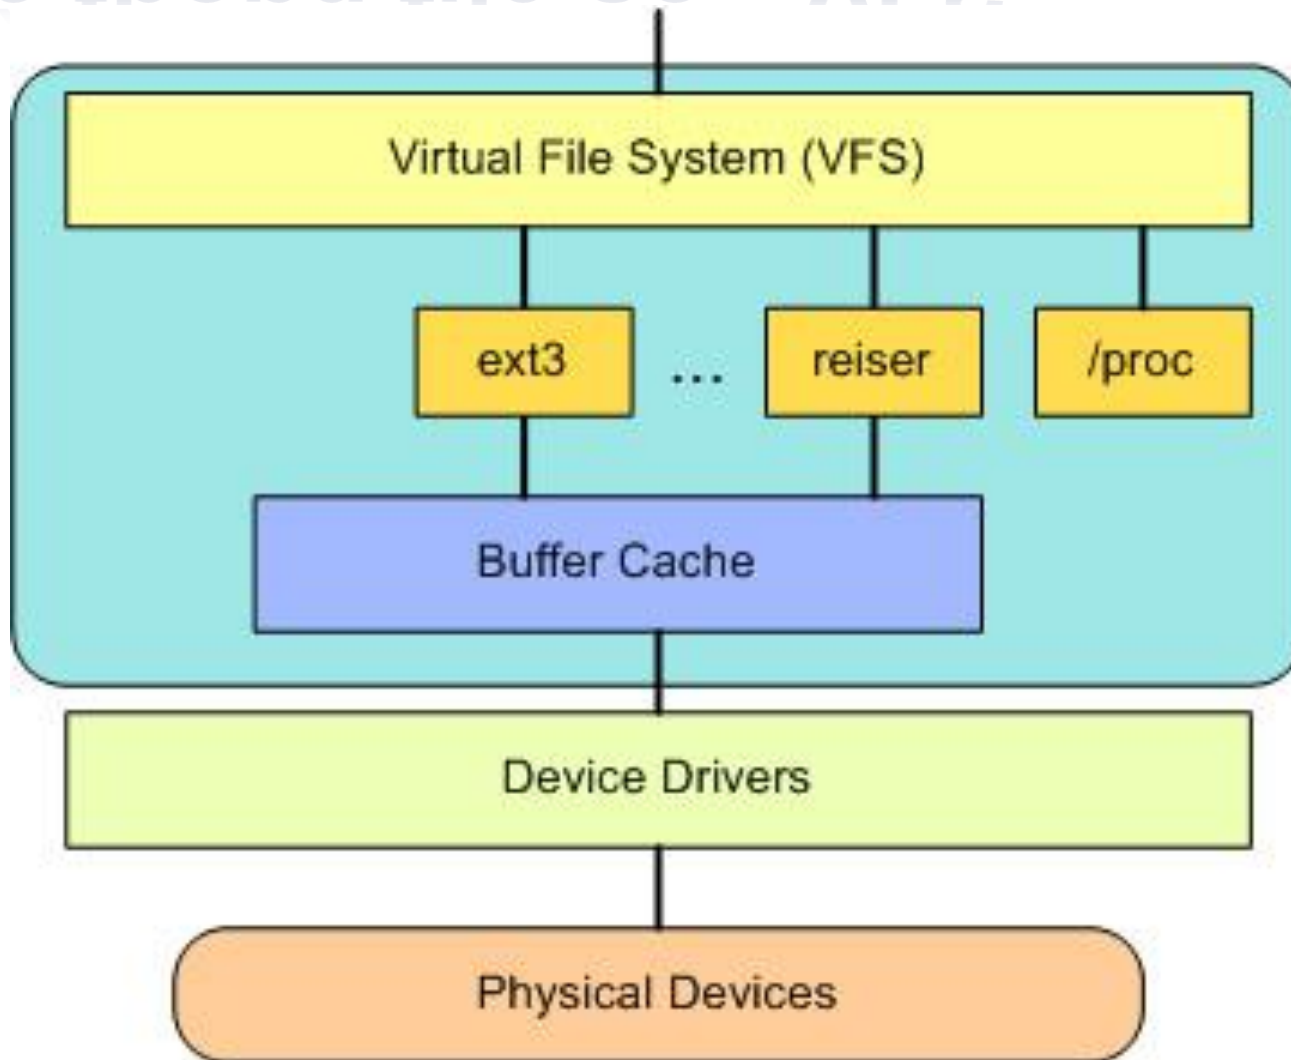 Virtual File System (VFS)
ext3 ... reiser /proc
Buffer Cache
Device Drivers
Physical Devices